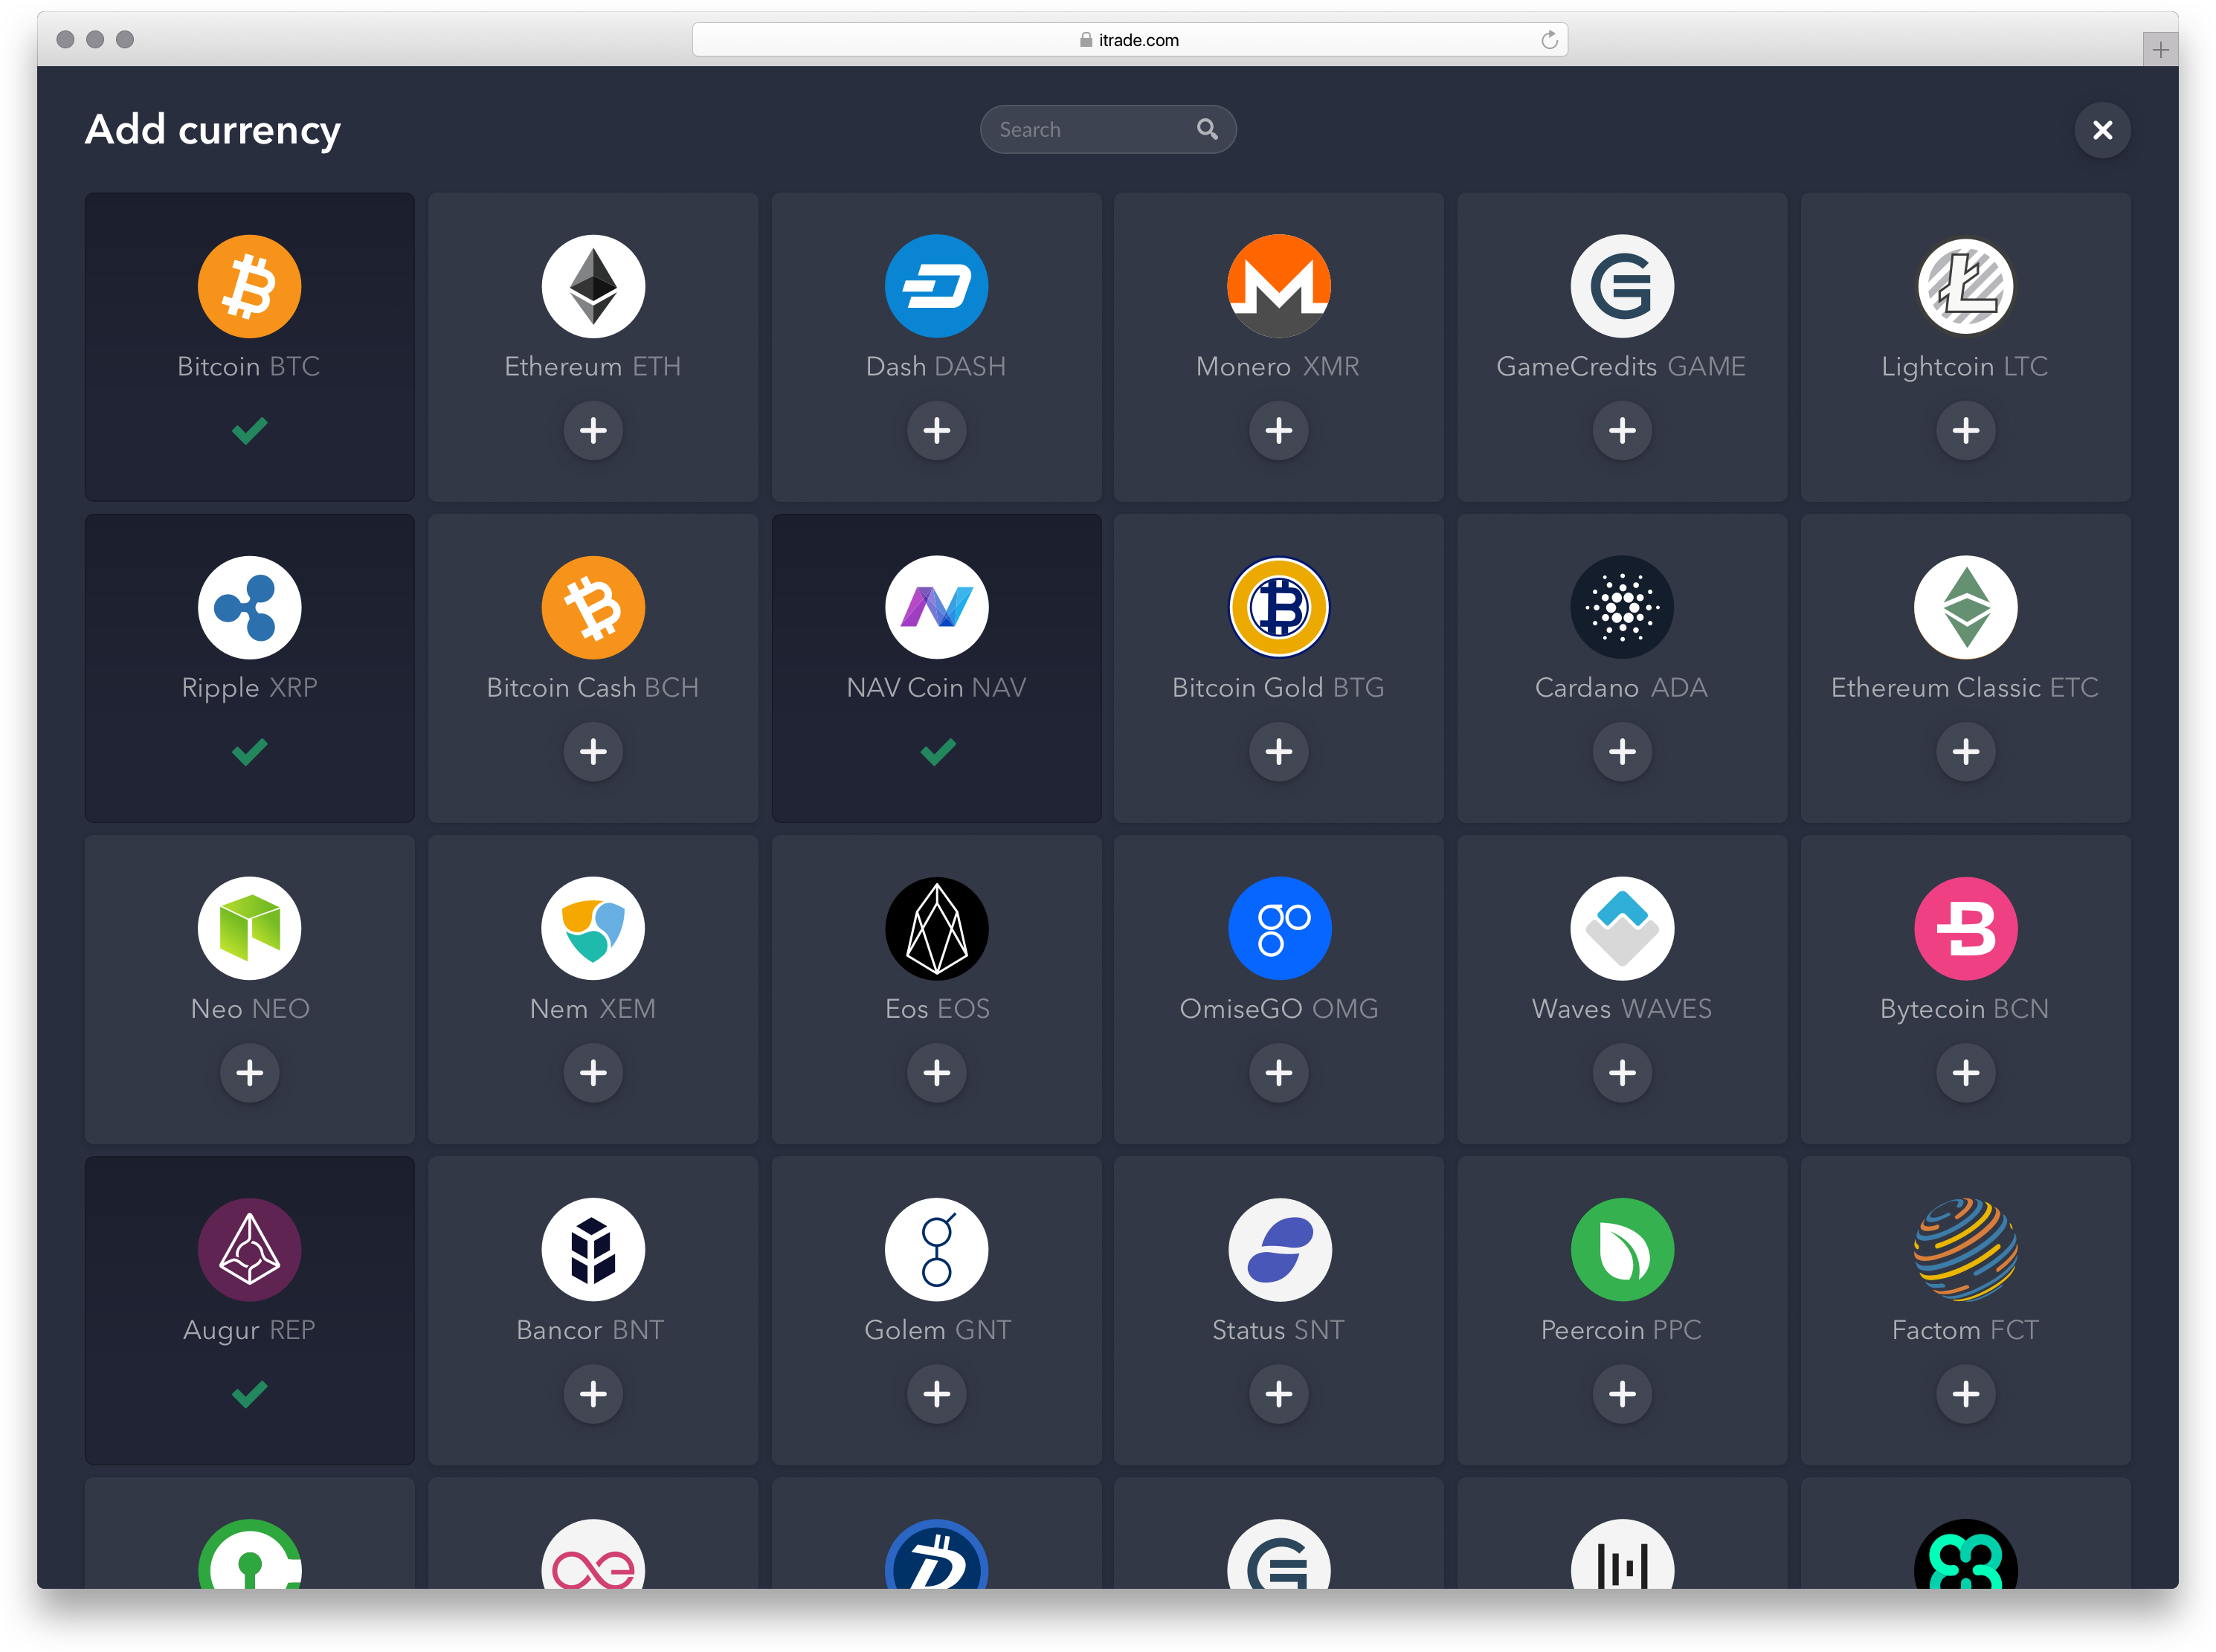 itrade.com
Add currency
Search
Bitcoin BTC
Ethereum ETH
Dash DASH
Monero XMR
GameCredits GAME
Lightcoin LTC
Ripple XRP
Bitcoin Cash BCH
NAV Coin NAV
Bitcoin Gold BTG
Cardano ADA
Ethereum Classic ETC
Neo NEO
Nem XEM
Eos EOS
OmiseGO OMG
Waves WAVES
Bytecoin BCN
Augur REP
Bancor BNT
Golem GNT
Status SNT
Peercoin PPC
Factom FCT